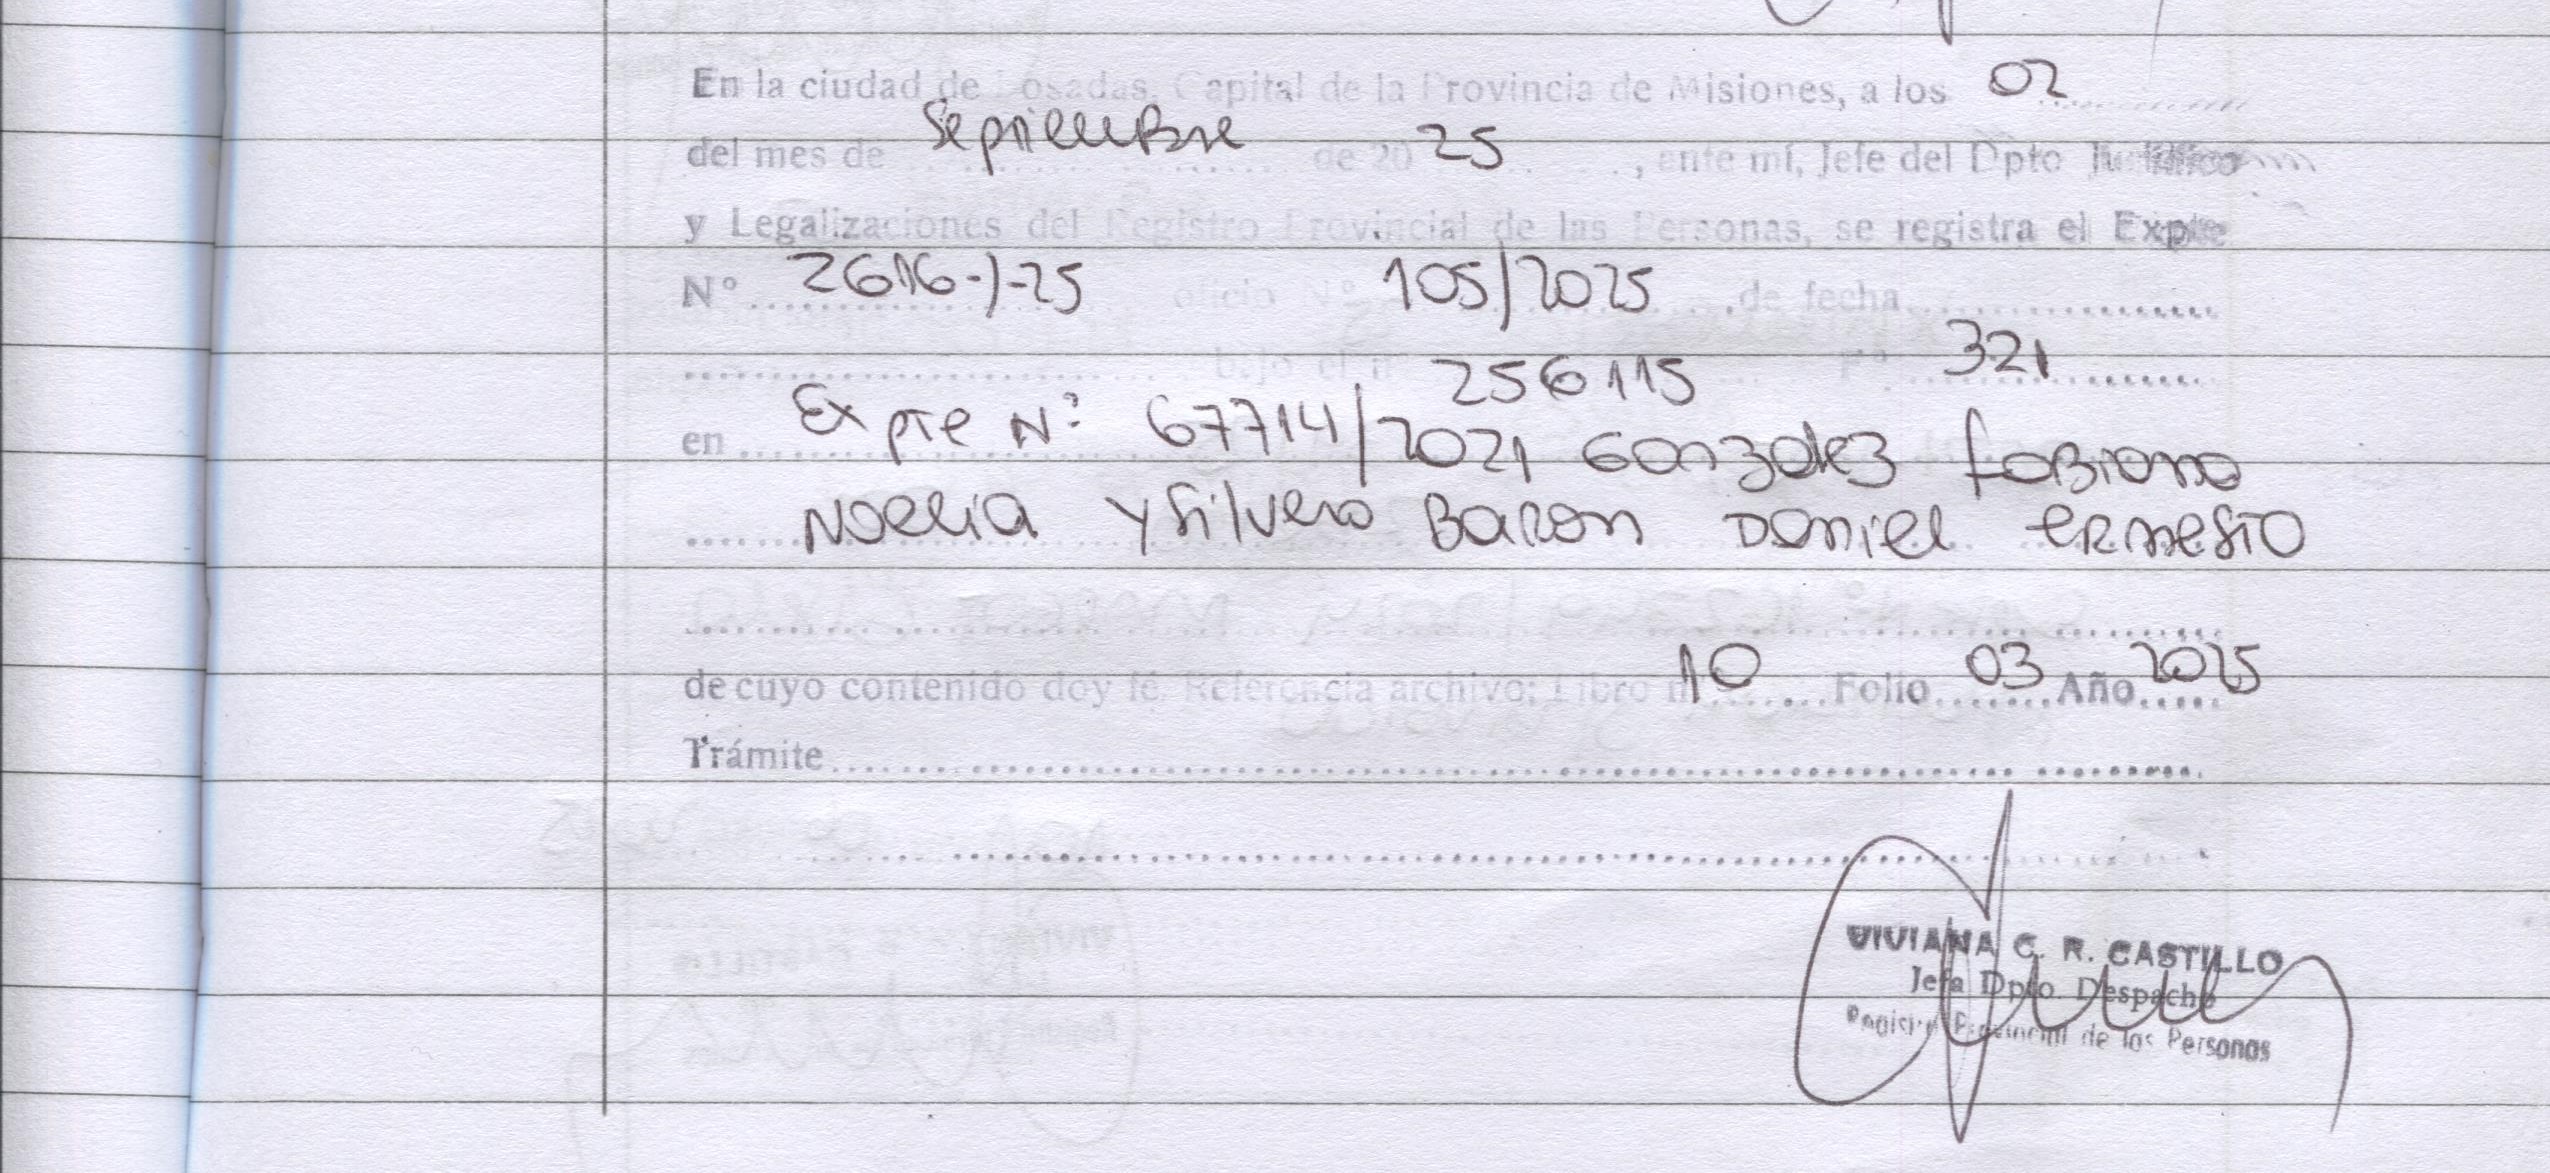 En la ciudad de Posadas, Capital de la Provincia de Misiones, a los 02
del mes de Septiembre de 20 25, ante mí, Jefe del Dpto Jurídico
y Legalizaciones del Registro Provincial de las Personas, se registra el Expte
N° 2616-J-25 oficio N° 105/2025 de fecha
bajo el n° 256115 F° 321
en Expte N° 67714/2021 Gonzalez Fabiana
Noelia y Silvero Baron Daniel Ernesto
de cuyo contenido doy fé. Referencia archivo: Libro n 10 Folio 03 Año 2025
Trámite
VIVIANA C. R. CASTILLO
Jefa Dpto. Despacho
Registro Provincial de las Personas